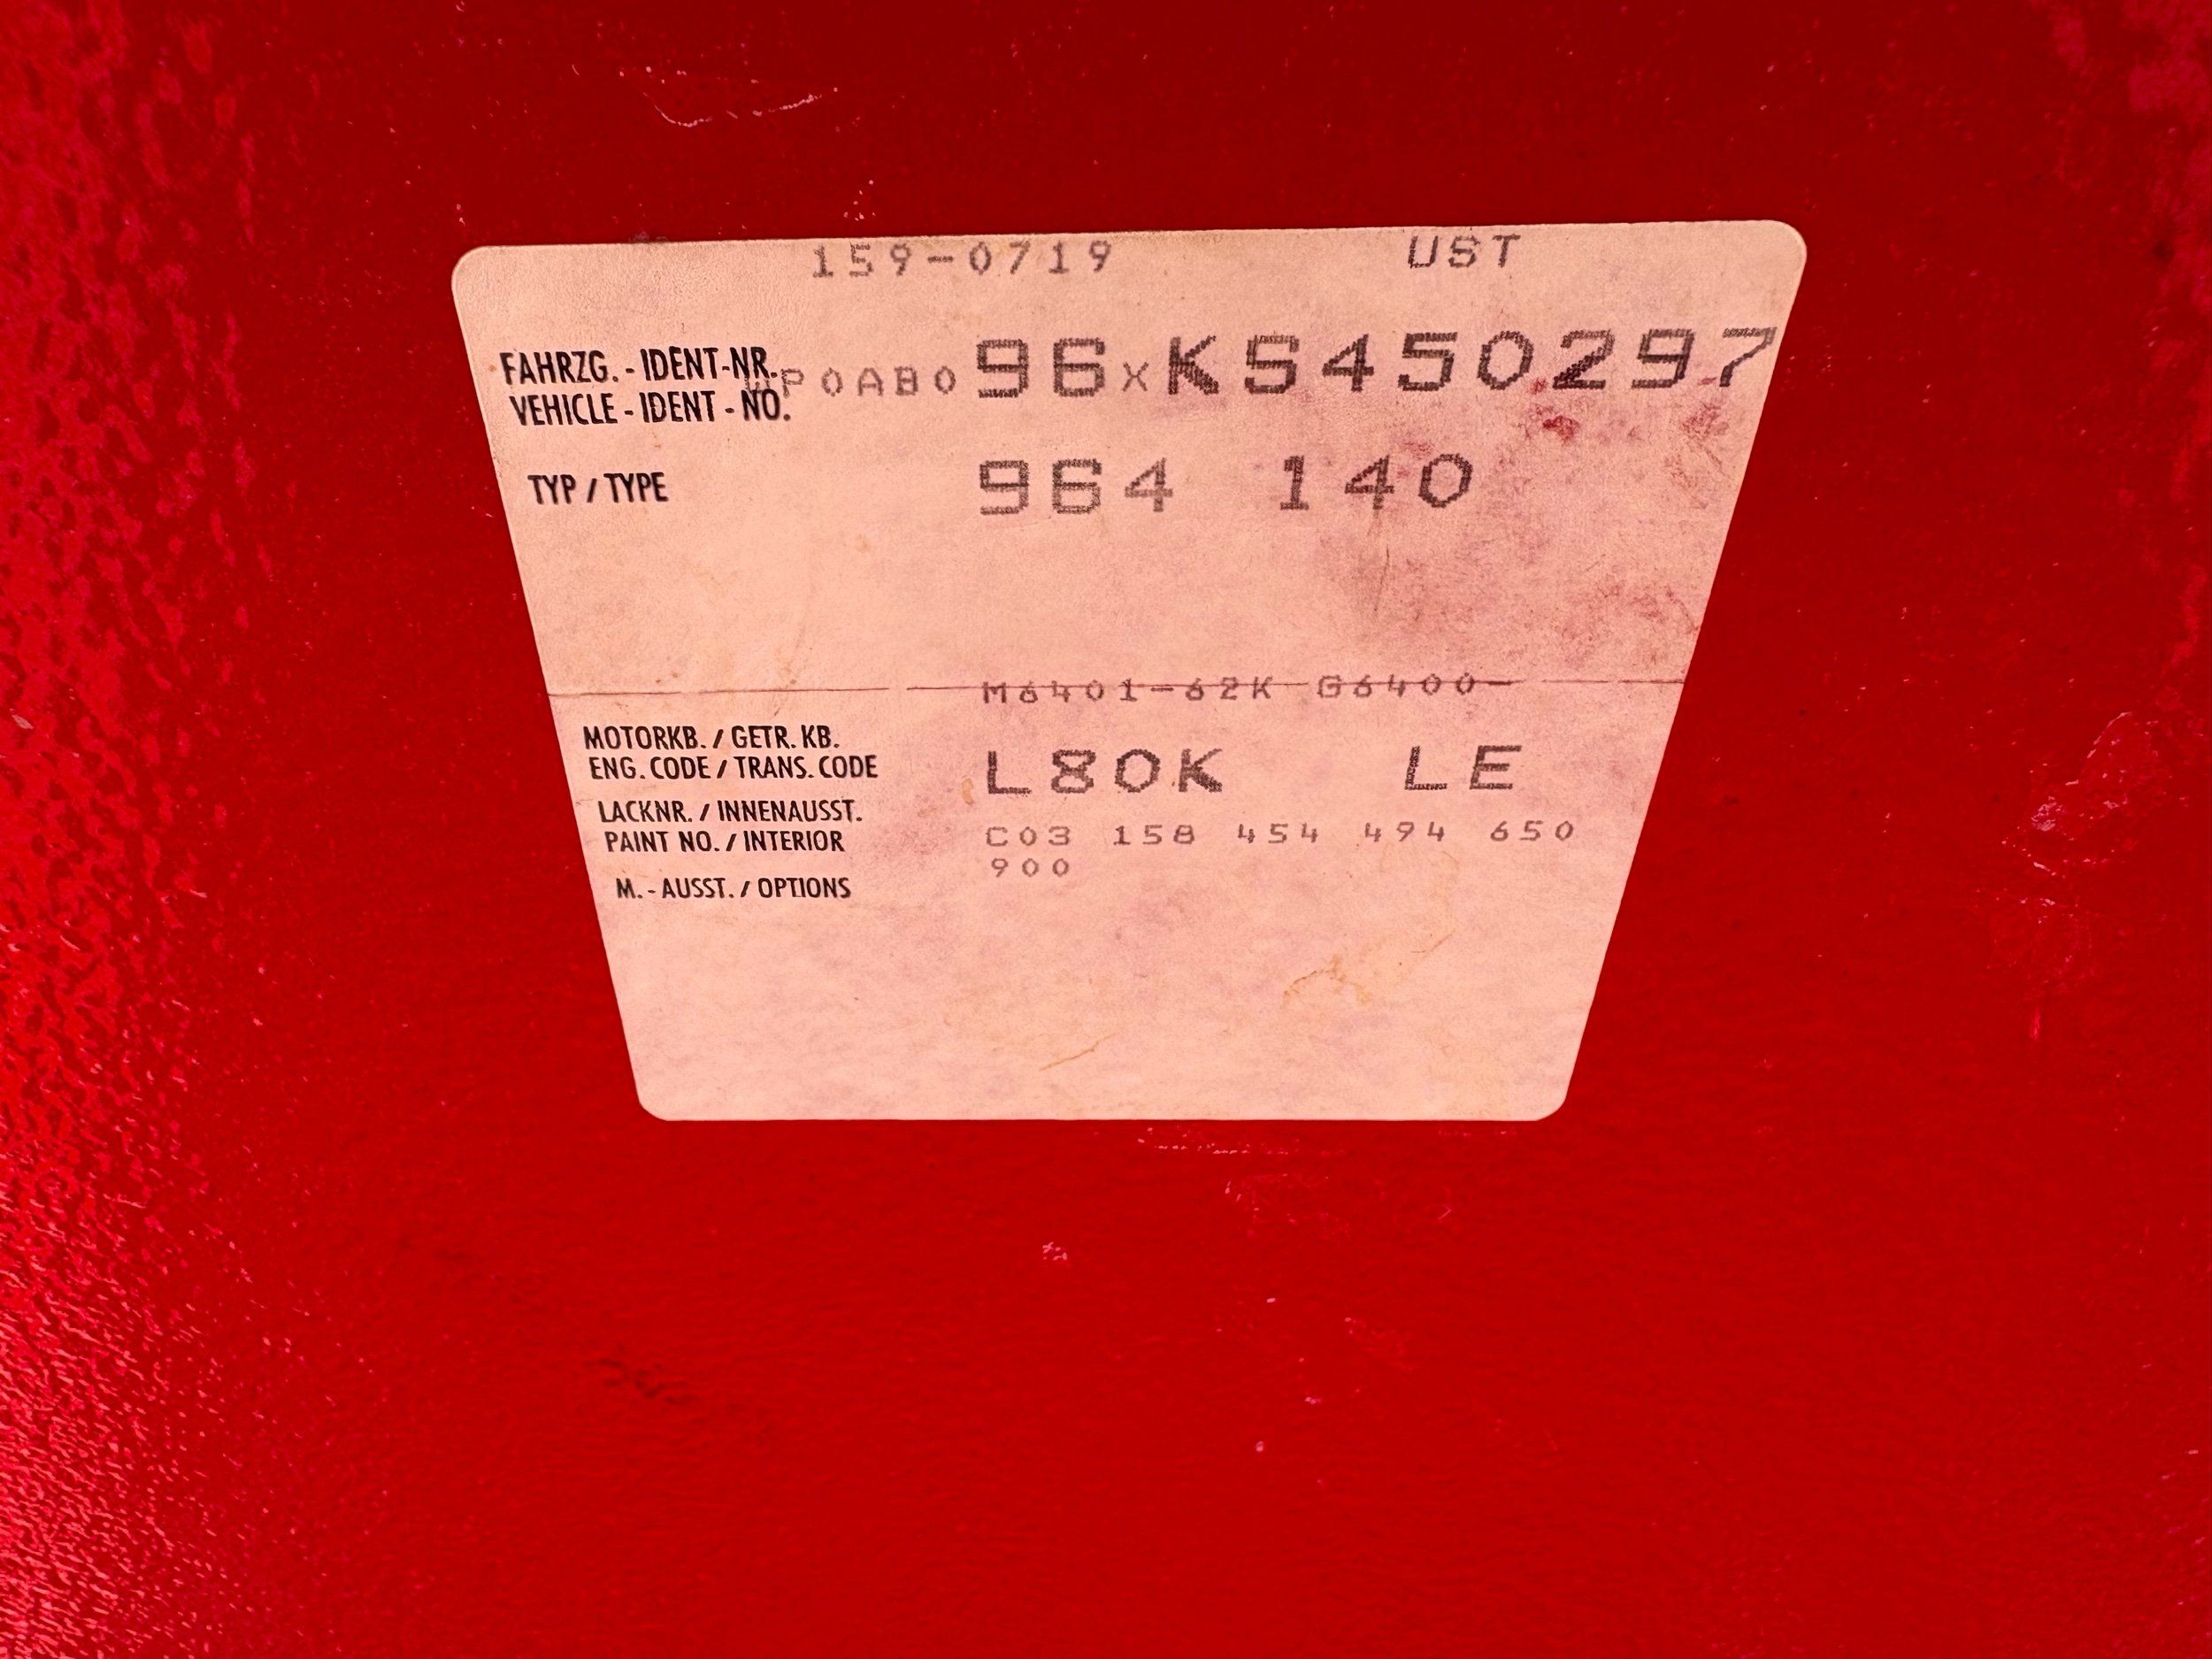 159-0719 UST
FAHRZG. - IDENT-NR.
VEHICLE - IDENT - NO.
WP0AB096xKS450297
TYP / TYPE 964 140
M6401-62K G6400-
MOTORKB. / GETR. KB.
ENG. CODE / TRANS. CODE
L80K LE
LACKNR. / INNENAUSST.
PAINT NO. / INTERIOR
C03 158 454 494 650
900
M. - AUSST. / OPTIONS